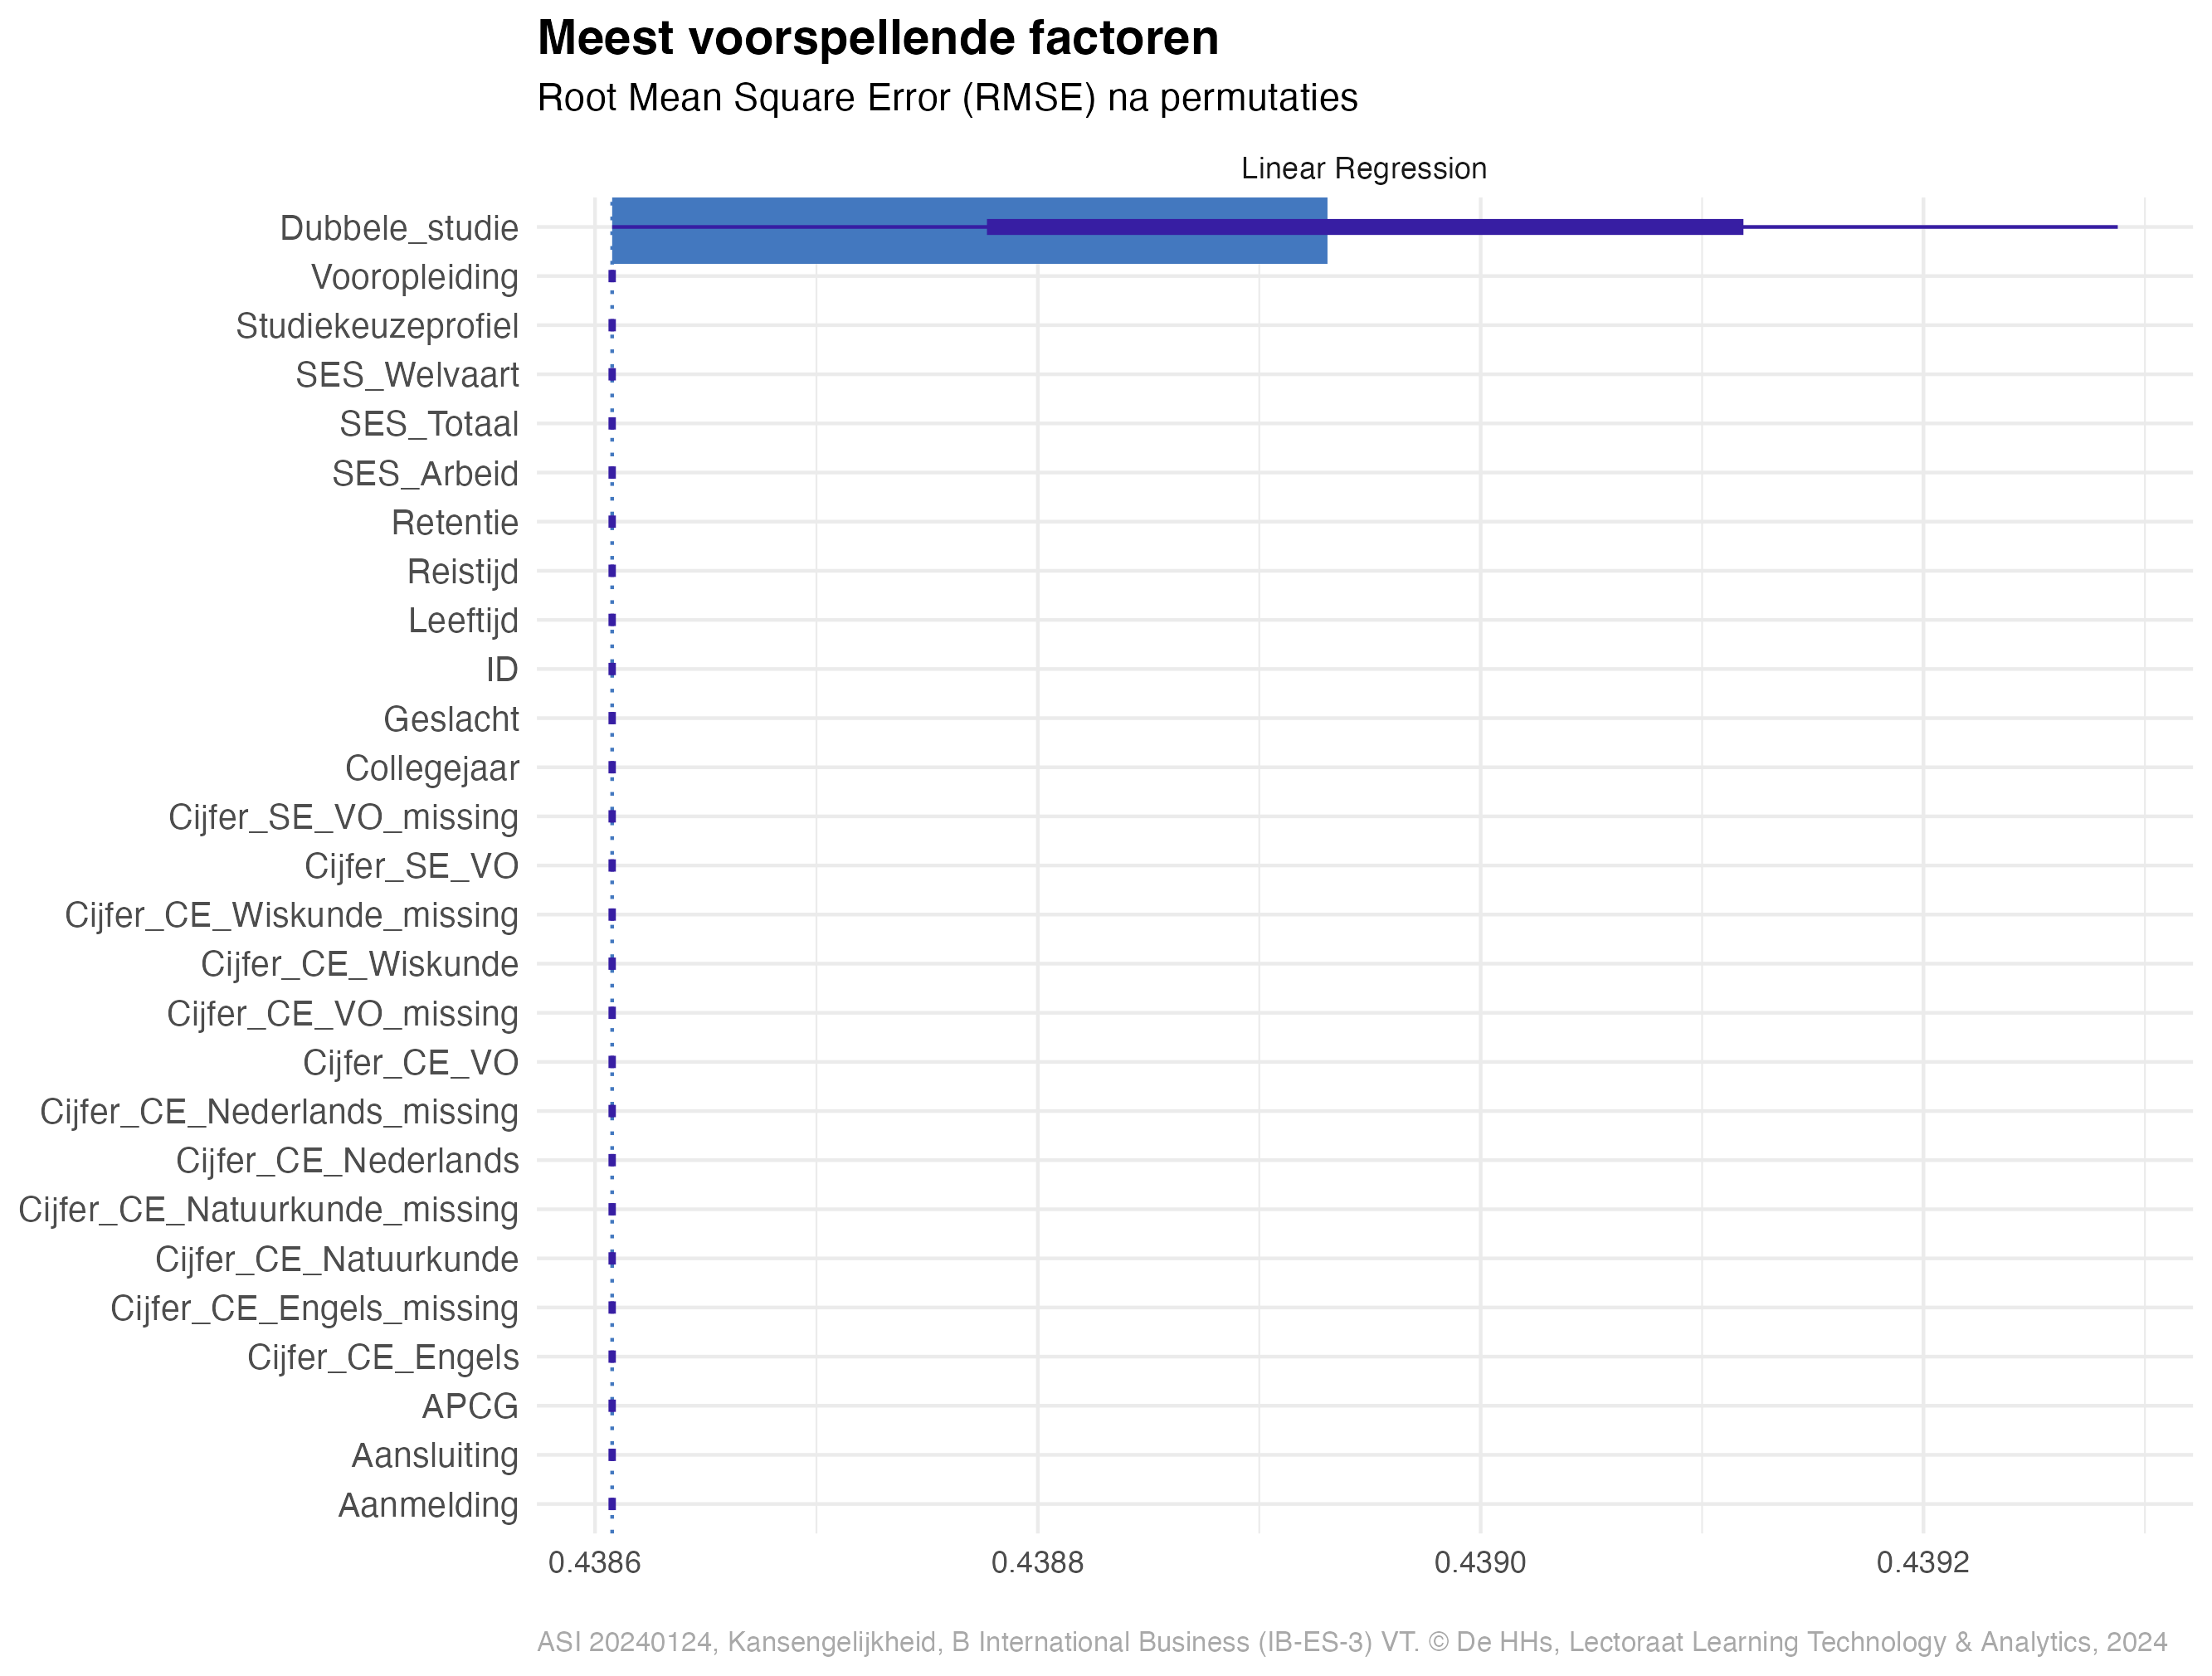 Meest voorspellende factoren
Root Mean Square Error (RMSE) na permutaties
Linear Regression
Dubbele_studie
Vooropleiding
Studiekeuzeprofiel
SES_Welvaart
SES_Totaal
SES_Arbeid
Retentie
Reistijd
Leeftijd
ID
Geslacht
Collegejaar
Cijfer_SE_VO_missing
Cijfer_SE_VO
Cijfer_CE_Wiskunde_missing
Cijfer_CE_Wiskunde
Cijfer_CE_VO_missing
Cijfer_CE_VO
Cijfer_CE_Nederlands_missing
Cijfer_CE_Nederlands
Cijfer_CE_Natuurkunde_missing
Cijfer_CE_Natuurkunde
Cijfer_CE_Engels_missing
Cijfer_CE_Engels
APCG
Aansluiting
Aanmelding
0.4386 0.4388 0.4390 0.4392
ASI 20240124, Kansengelijkheid, B International Business (IB-ES-3) VT. © De HHs, Lectoraat Learning Technology & Analytics, 2024